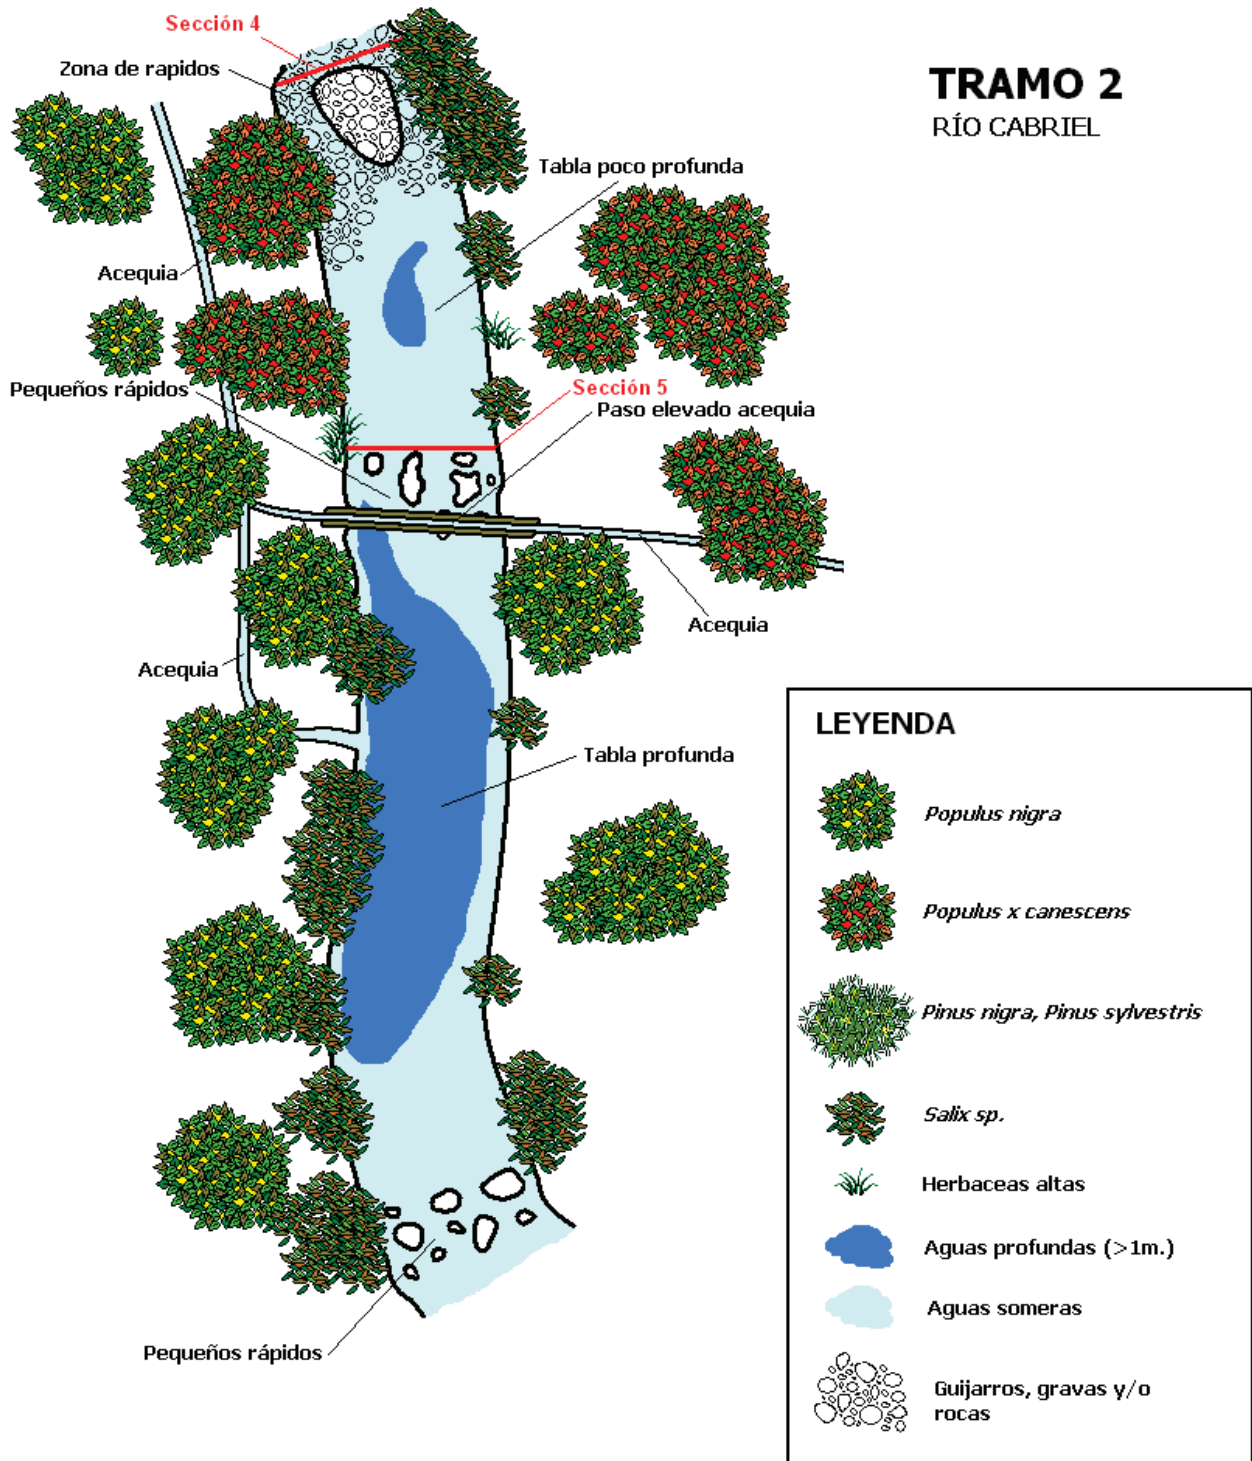 Sección 4
Zona de rapidos
TRAMO 2
RÍO CABRIEL
Tabla poco profunda
Acequia
Pequeños rápidos
Sección 5
Paso elevado acequia
Acequia
Acequia
Tabla profunda
Pequeños rápidos
LEYENDA
Populus nigra
Populus x canescens
Pinus nigra, Pinus sylvestris
Salix sp.
Herbaceas altas
Aguas profundas (>1m.)
Aguas someras
Guijarros, gravas y/o
rocas